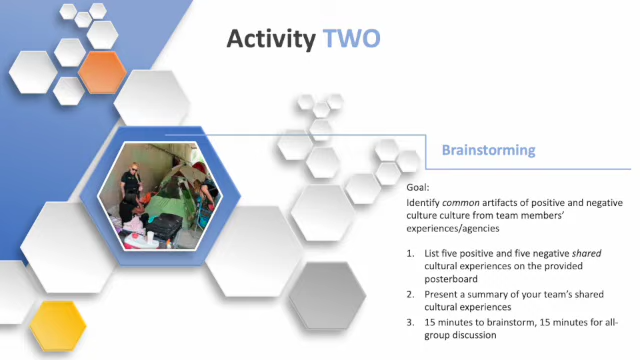 Activity TWO
Brainstorming
Goal:
Identify common artifacts of positive and negative
culture culture from team members'
experiences/agencies
1. List five positive and five negative shared
cultural experiences on the provided
posterboard
2. Present a summary of your team's shared
cultural experiences
3. 15 minutes to brainstorm, 15 minutes for all-
group discussion